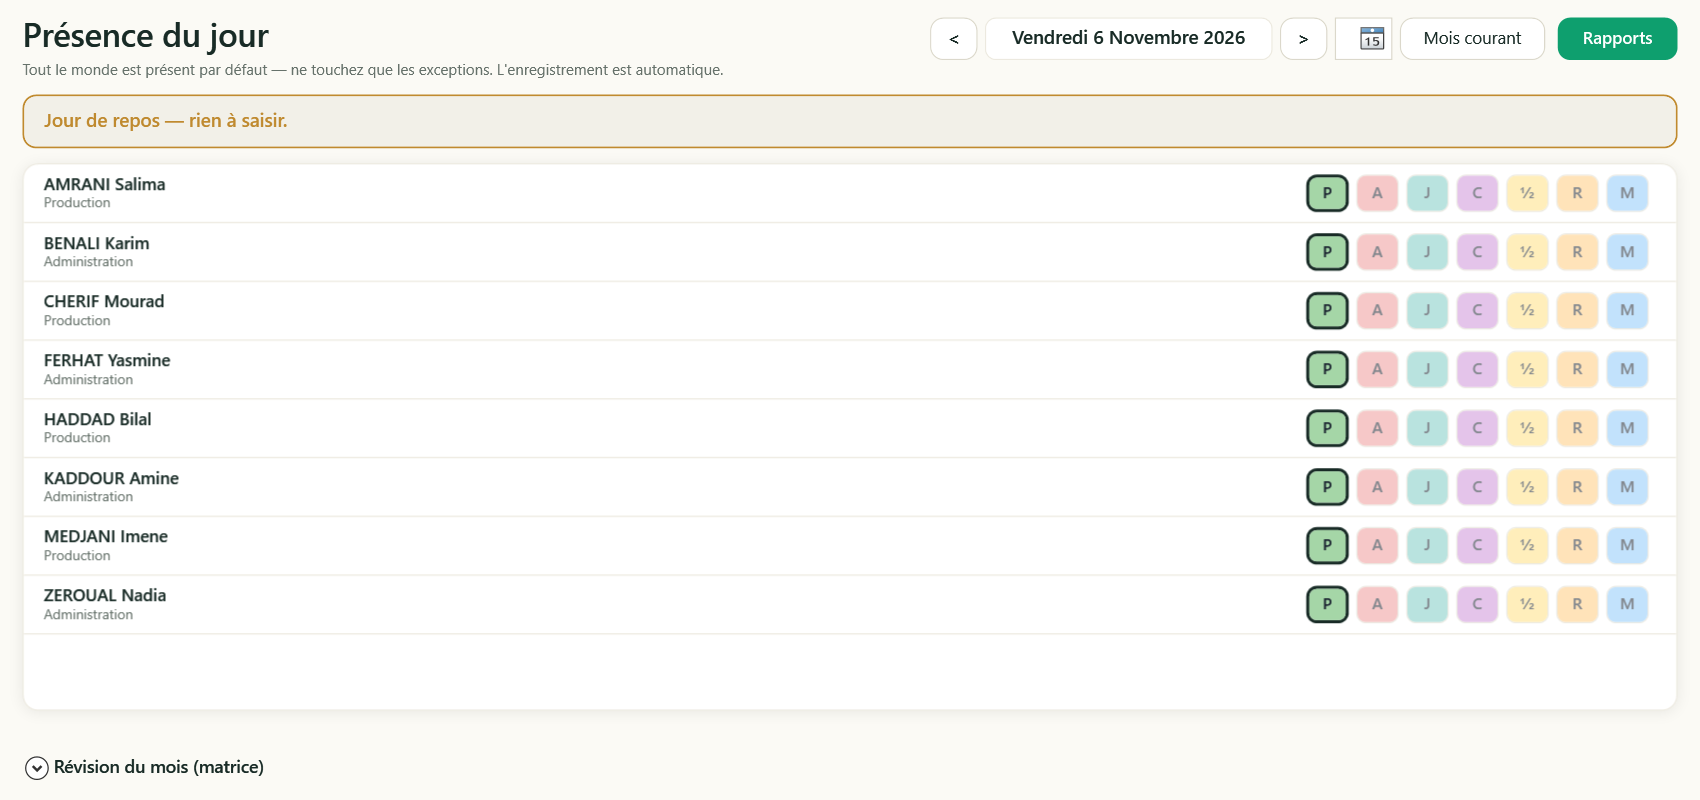 Présence du jour
Tout le monde est présent par défaut — ne touchez que les exceptions. L'enregistrement est automatique.
< Vendredi 6 Novembre 2026 > 15 Mois courant Rapports
Jour de repos — rien à saisir.
AMRANI Salima
Production
P A J C ½ R M
BENALI Karim
Administration
P A J C ½ R M
CHERIF Mourad
Production
P A J C ½ R M
FERHAT Yasmine
Administration
P A J C ½ R M
HADDAD Bilal
Production
P A J C ½ R M
KADDOUR Amine
Administration
P A J C ½ R M
MEDJANI Imene
Production
P A J C ½ R M
ZEROUAL Nadia
Administration
P A J C ½ R M
Révision du mois (matrice)